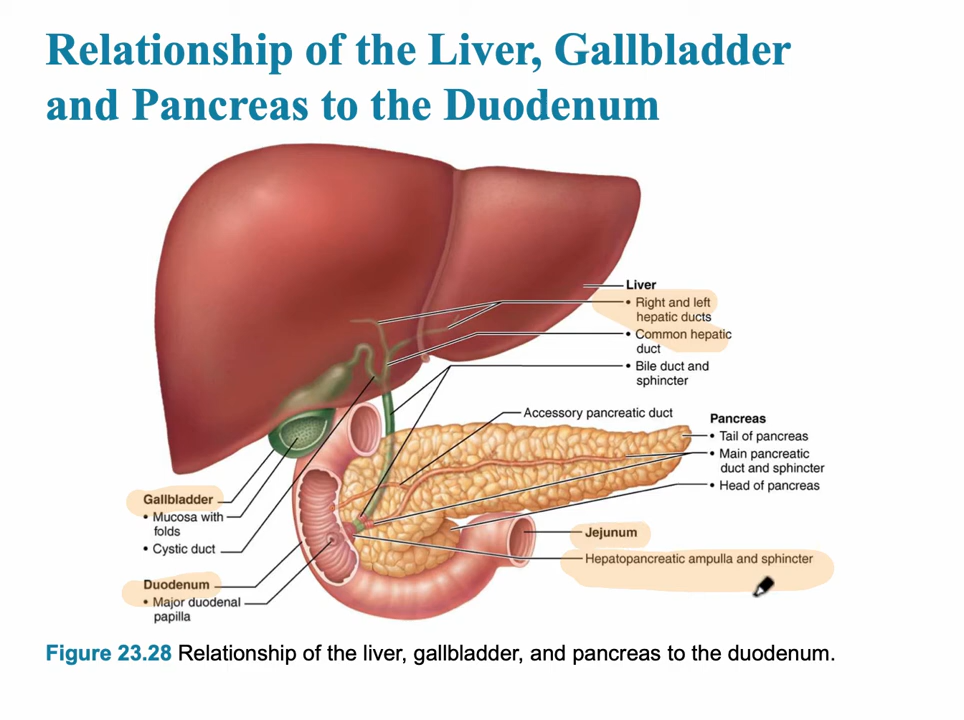 Relationship of the Liver, Gallbladder
and Pancreas to the Duodenum
Liver
• Right and left
hepatic ducts
• Common hepatic
duct
• Bile duct and
sphincter
Accessory pancreatic duct
Pancreas
• Tail of pancreas
• Main pancreatic
duct and sphincter
• Head of pancreas
Gallbladder
• Mucosa with
folds
• Cystic duct
Jejunum
Hepatopancreatic ampulla and sphincter
Duodenum
• Major duodenal
papilla
Figure 23.28 Relationship of the liver, gallbladder, and pancreas to the duodenum.